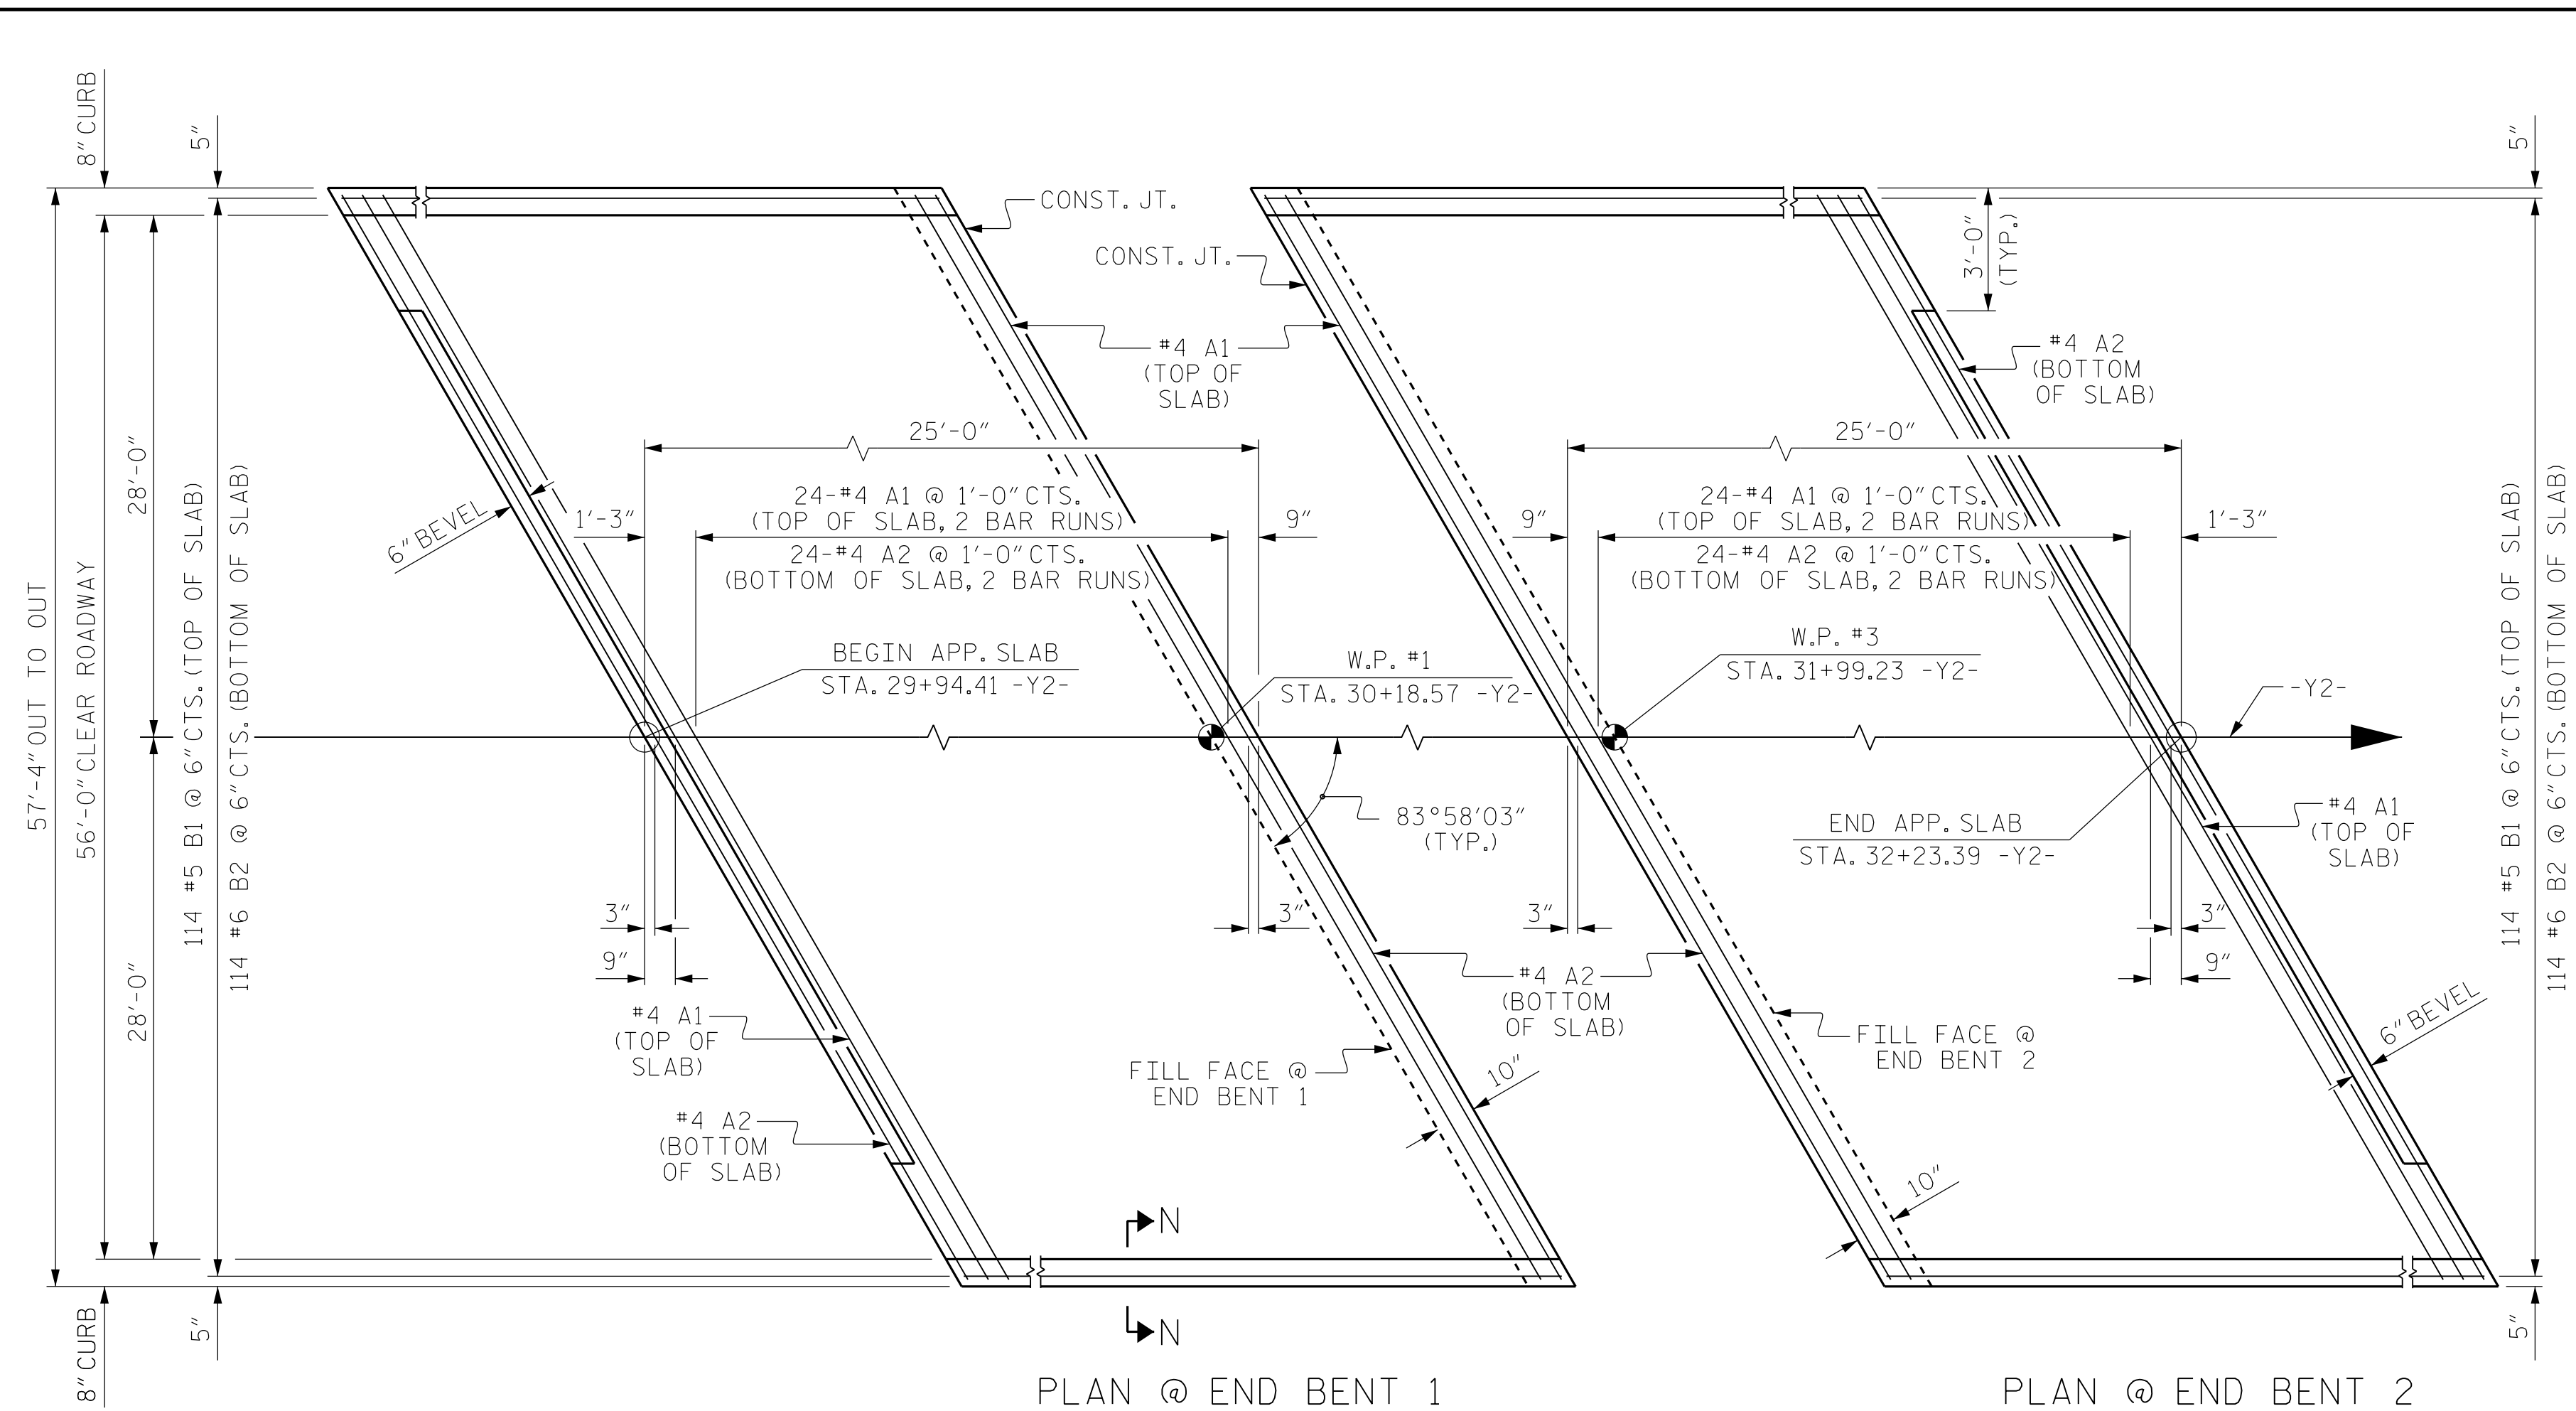 8" CURB
5"
57'-4" OUT TO OUT
56'-0" CLEAR ROADWAY
28'-0"
28'-0"
114 #5 B1 @ 6" CTS. (TOP OF SLAB)
114 #6 B2 @ 6" CTS. (BOTTOM OF SLAB)
8" CURB
5"
CONST. JT.
CONST. JT.
#4 A1
(TOP OF
SLAB)
3'-0"
(TYP.)
#4 A2
(BOTTOM
OF SLAB)
5"
25'-0"
25'-0"
6" BEVEL
1'-3"
24-#4 A1 @ 1'-0" CTS.
(TOP OF SLAB, 2 BAR RUNS)
24-#4 A2 @ 1'-0" CTS.
(BOTTOM OF SLAB, 2 BAR RUNS)
9"
9"
24-#4 A1 @ 1'-0" CTS.
(TOP OF SLAB, 2 BAR RUNS)
24-#4 A2 @ 1'-0" CTS.
(BOTTOM OF SLAB, 2 BAR RUNS)
1'-3"
BEGIN APP. SLAB
STA. 29+94.41 -Y2-
W.P. #1
STA. 30+18.57 -Y2-
W.P. #3
STA. 31+99.23 -Y2-
-Y2-
83°58'03"
(TYP.)
END APP. SLAB
STA. 32+23.39 -Y2-
#4 A1
(TOP OF
SLAB)
3"
9"
3"
3"
3"
9"
#4 A1
(TOP OF
SLAB)
#4 A2
(BOTTOM
OF SLAB)
#4 A2
(BOTTOM
OF SLAB)
FILL FACE @
END BENT 1
10"
FILL FACE @
END BENT 2
10"
6" BEVEL
114 #5 B1 @ 6" CTS. (TOP OF SLAB)
114 #6 B2 @ 6" CTS. (BOTTOM OF SLAB)
5"
N
N
PLAN @ END BENT 1
PLAN @ END BENT 2